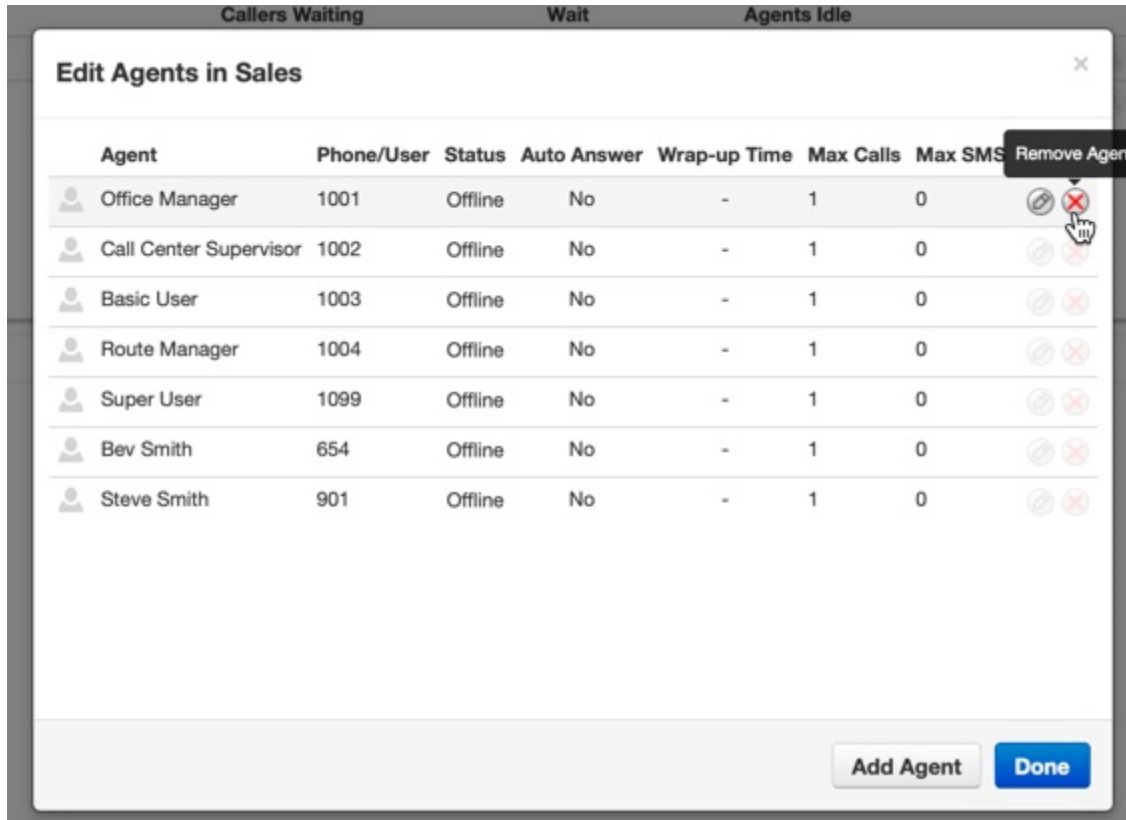 Callers Waiting Wait Agents Idle
Edit Agents in Sales
Agent Phone/User Status Auto Answer Wrap-up Time Max Calls Max SMS Remove Agen
Office Manager 1001 Offline No - 1 0
Call Center Supervisor 1002 Offline No - 1 0
Basic User 1003 Offline No - 1 0
Route Manager 1004 Offline No - 1 0
Super User 1099 Offline No - 1 0
Bev Smith 654 Offline No - 1 0
Steve Smith 901 Offline No - 1 0
Add Agent Done